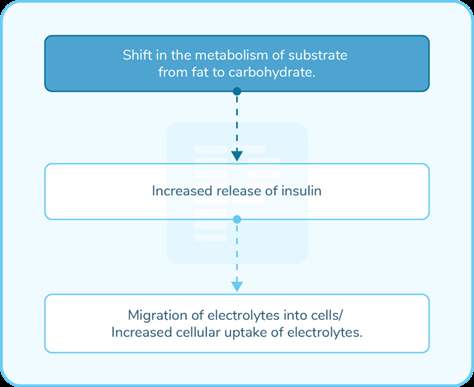 Shift in the metabolism of substrate
from fat to carbohydrate.
Increased release of insulin
Migration of electrolytes into cells/
Increased cellular uptake of electrolytes.